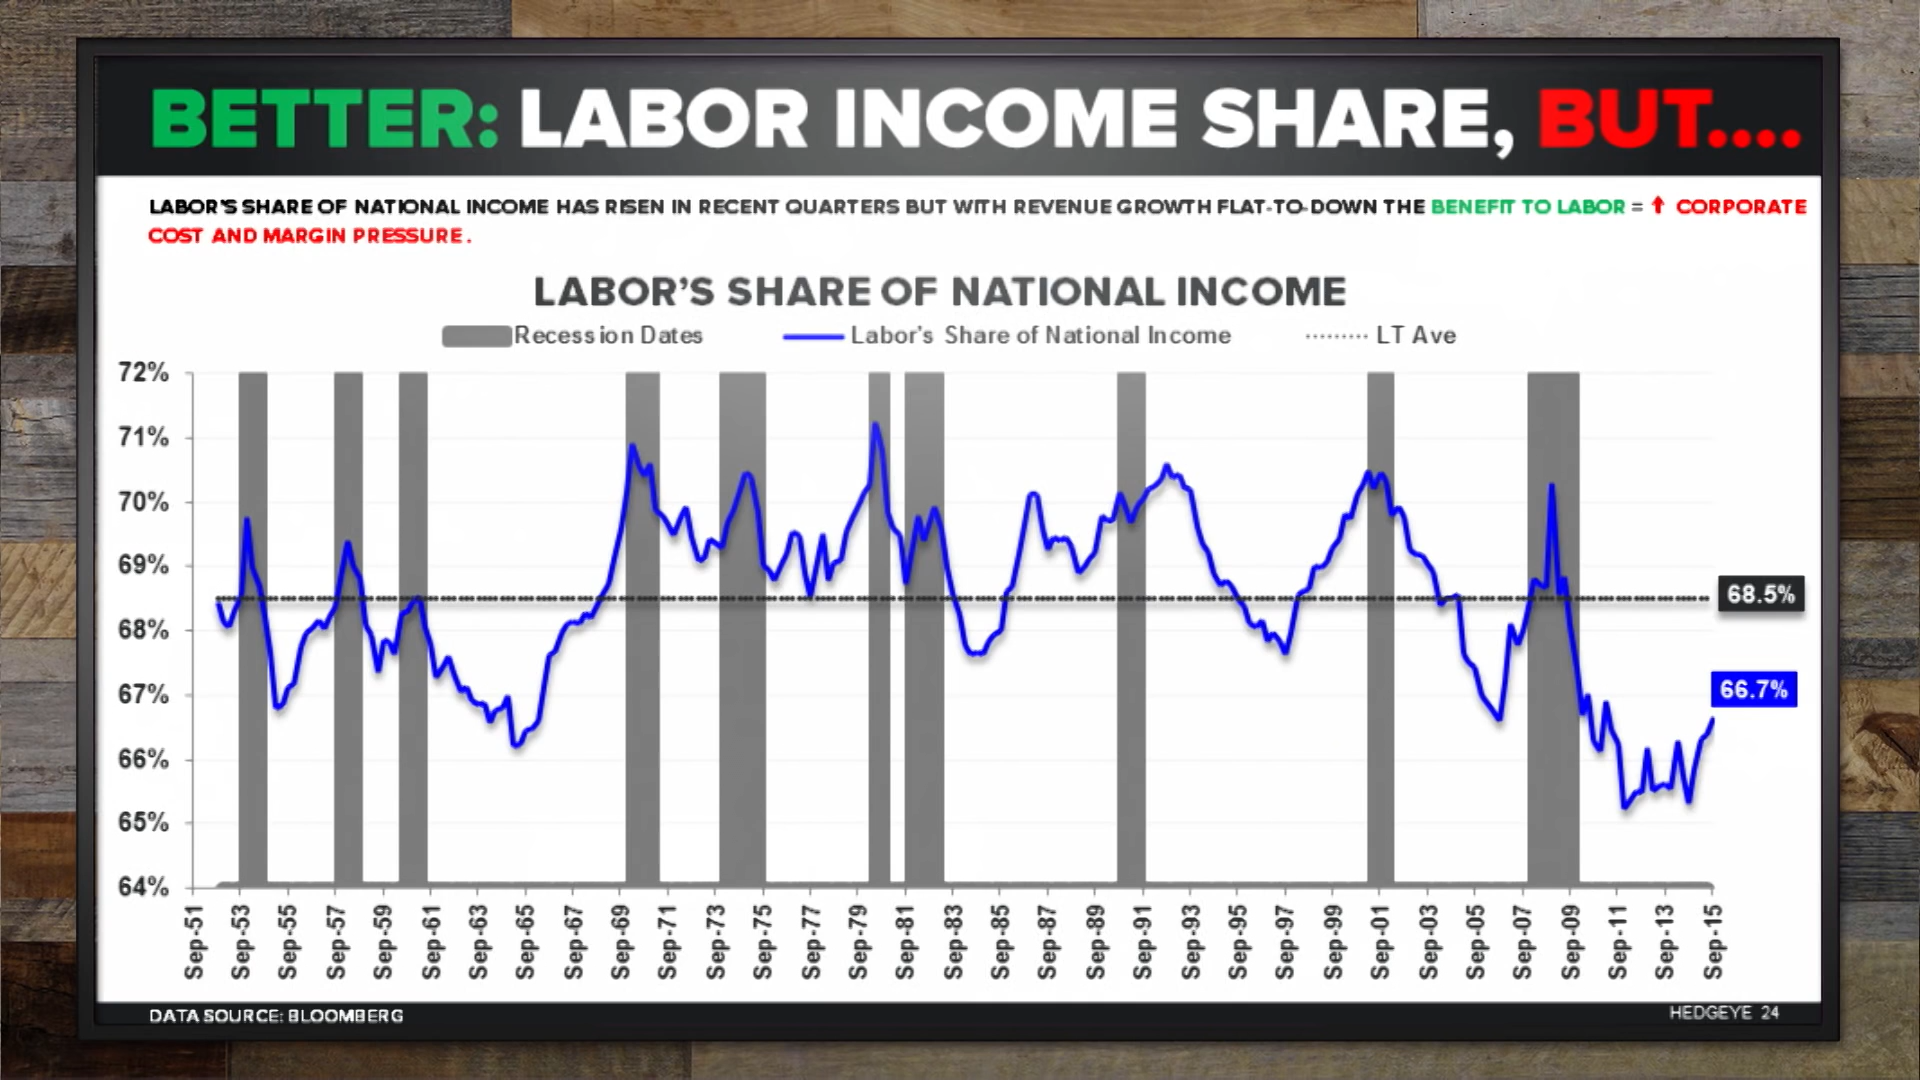 BETTER: LABOR INCOME SHARE, BUT....
LABOR'S SHARE OF NATIONAL INCOME HAS RISEN IN RECENT QUARTERS BUT WITH REVENUE GROWTH FLAT-TO-DOWN THE BENEFIT TO LABOR = ↑ CORPORATE
COST AND MARGIN PRESSURE.
LABOR'S SHARE OF NATIONAL INCOME
Recession Dates Labor's Share of National Income LT Ave
72%
71%
70%
69%
68%
67%
66%
65%
64%
68.5%
66.7%
Sep-51
Sep-53
Sep-55
Sep-57
Sep-59
Sep-61
Sep-63
Sep-65
Sep-67
Sep-69
Sep-71
Sep-73
Sep-75
Sep-77
Sep-79
Sep-81
Sep-83
Sep-85
Sep-87
Sep-89
Sep-91
Sep-93
Sep-95
Sep-97
Sep-99
Sep-01
Sep-03
Sep-05
Sep-07
Sep-09
Sep-11
Sep-13
Sep-15
DATA SOURCE: BLOOMBERG
HEDGEYE 24